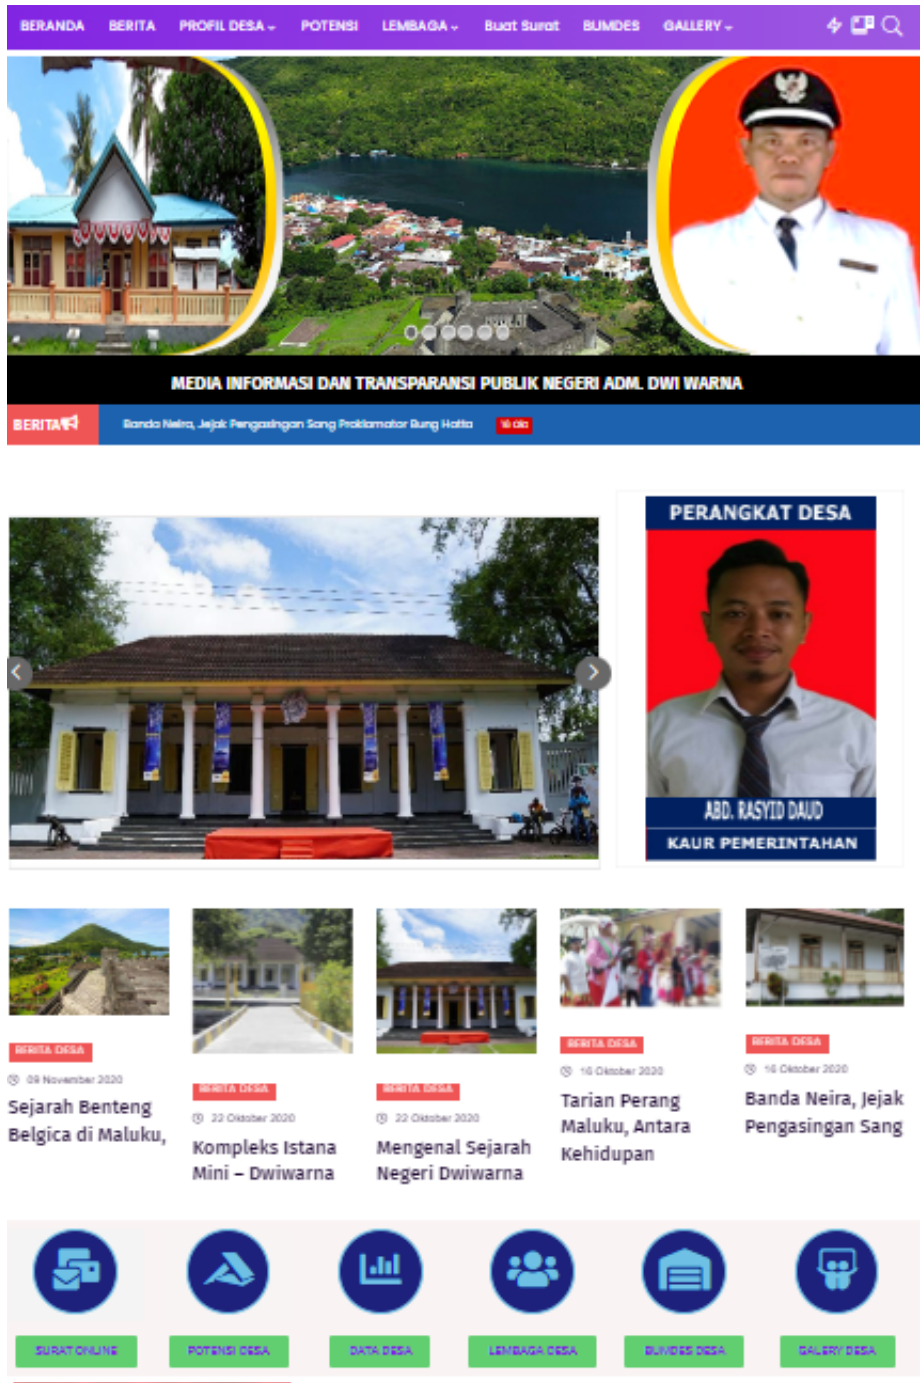 BERANDA BERITA PROFIL DESA POTENSI LEMBAGA Buat Surat BUMDES GALLERY
MEDIA INFORMASI DAN TRANSPARANSI PUBLIK NEGERI ADM. DWI WARNA
BERITA Banda Neira, Jejak Pengasingan Sang Proklamator Bung Hatta 16 Okt
PERANGKAT DESA
ABD. RASYID DAUD
KAUR PEMERINTAHAN
BERITA DESA
09 November 2020
Sejarah Benteng
Belgica di Maluku,
BERITA DESA
22 Oktober 2020
Kompleks Istana
Mini – Dwiwarna
BERITA DESA
22 Oktober 2020
Mengenal Sejarah
Negeri Dwiwarna
BERITA DESA
16 Oktober 2020
Tarian Perang
Maluku, Antara
Kehidupan
BERITA DESA
16 Oktober 2020
Banda Neira, Jejak
Pengasingan Sang
SURAT ONLINE POTENSI DESA DATA DESA LEMBAGA DESA BUMDES DESA GALERY DESA